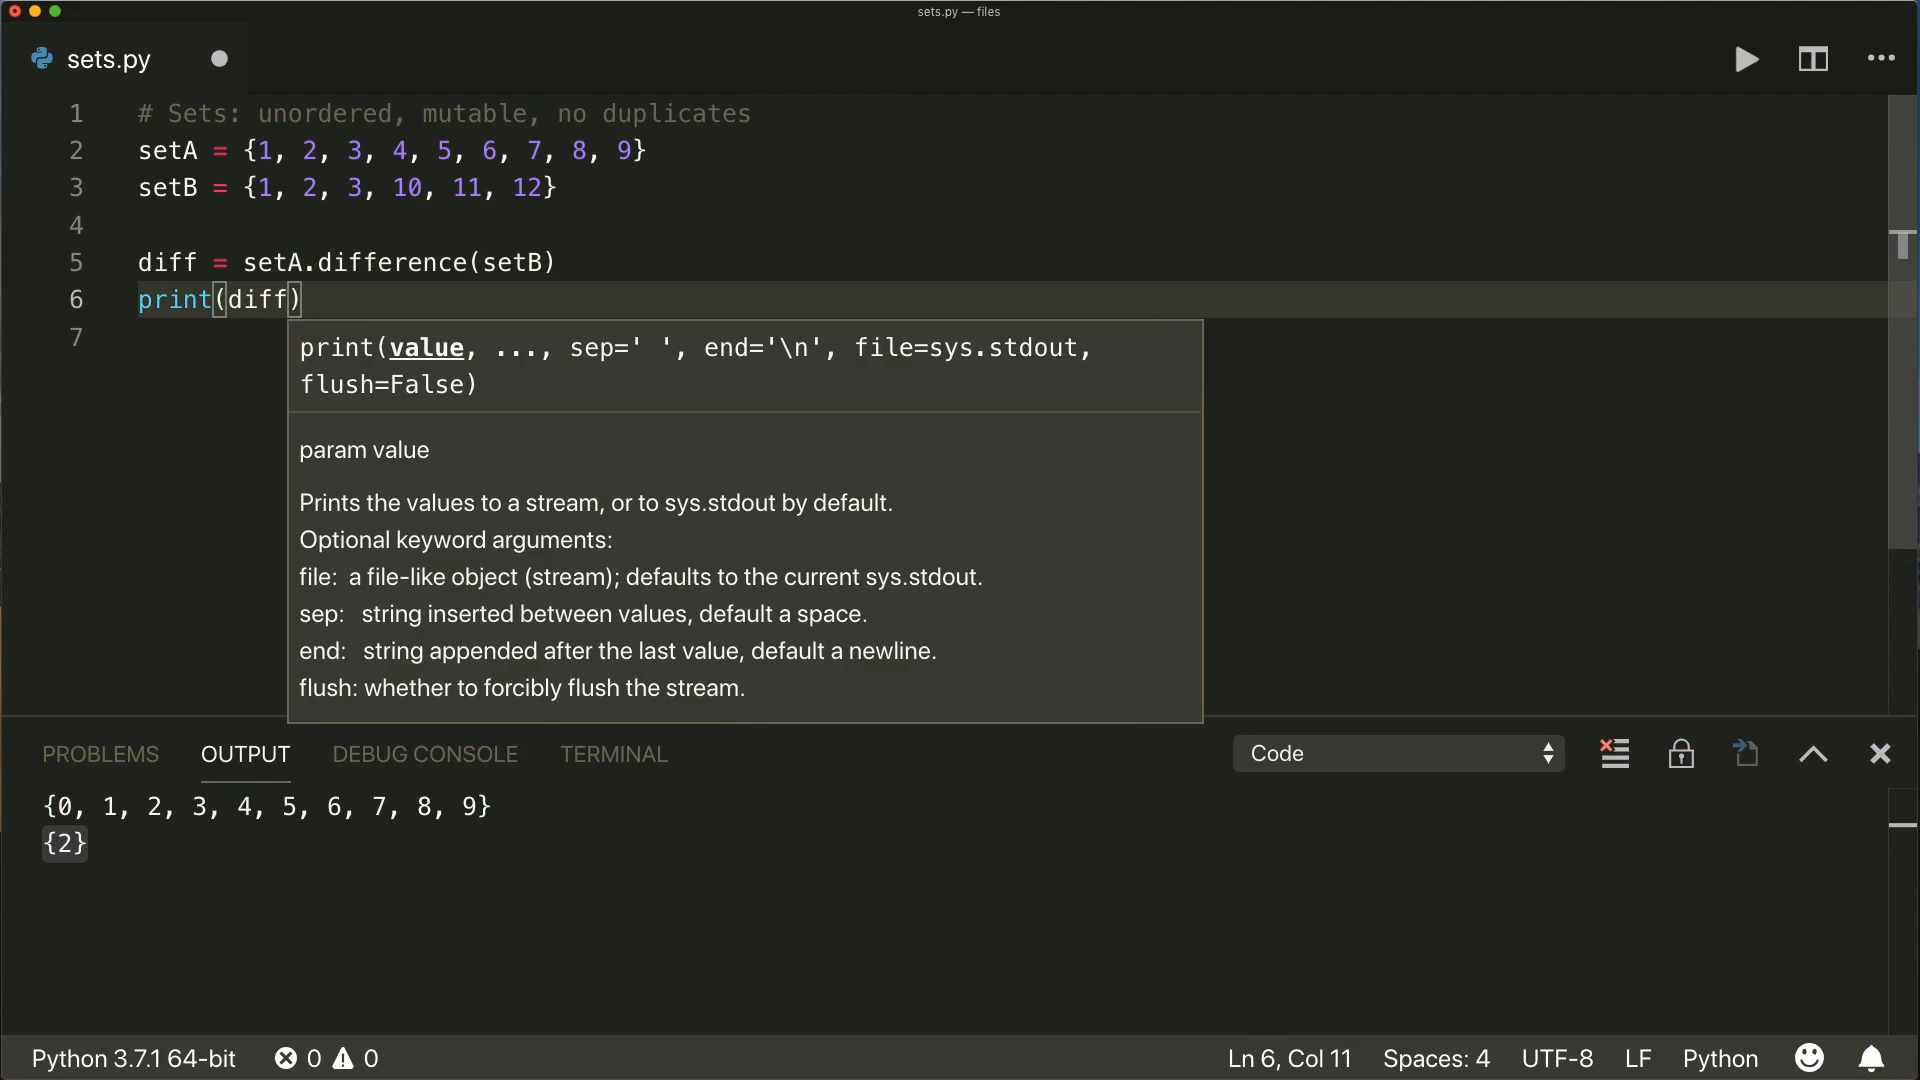 sets.py — files
sets.py
1 # Sets: unordered, mutable, no duplicates
2 setA = {1, 2, 3, 4, 5, 6, 7, 8, 9}
3 setB = {1, 2, 3, 10, 11, 12}
4
5 diff = setA.difference(setB)
6 print(diff)
7
print(value, ..., sep=' ', end='\n', file=sys.stdout,
flush=False)
param value
Prints the values to a stream, or to sys.stdout by default.
Optional keyword arguments:
file:  a file-like object (stream); defaults to the current sys.stdout.
sep:   string inserted between values, default a space.
end:   string appended after the last value, default a newline.
flush: whether to forcibly flush the stream.
PROBLEMS OUTPUT DEBUG CONSOLE TERMINAL Code
{0, 1, 2, 3, 4, 5, 6, 7, 8, 9}
{2}
Python 3.7.1 64-bit 0 0 Ln 6, Col 11 Spaces: 4 UTF-8 LF Python